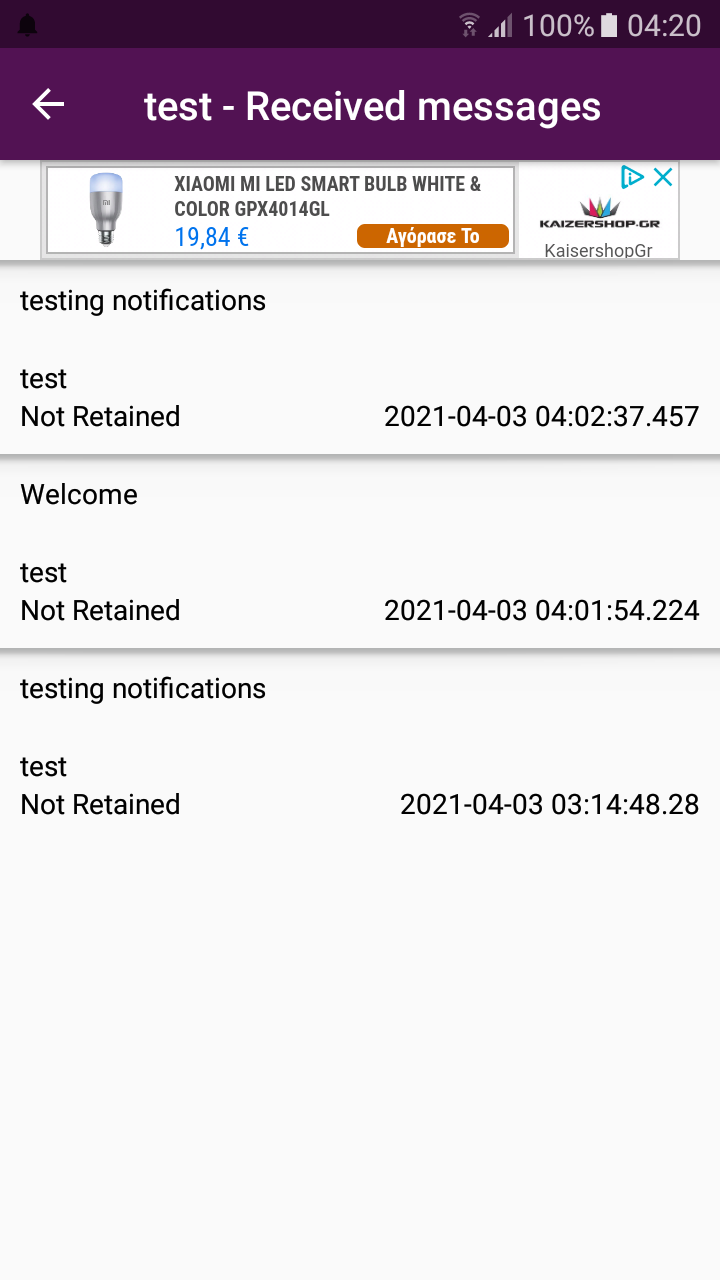 100% 04:20
test - Received messages
XIAOMI MI LED SMART BULB WHITE &
COLOR GPX4014GL
19,84 €
Αγόρασε Το
KAIZERSHOP.GR
KaisershopGr
testing notifications
test
Not Retained 2021-04-03 04:02:37.457
Welcome
test
Not Retained 2021-04-03 04:01:54.224
testing notifications
test
Not Retained 2021-04-03 03:14:48.28